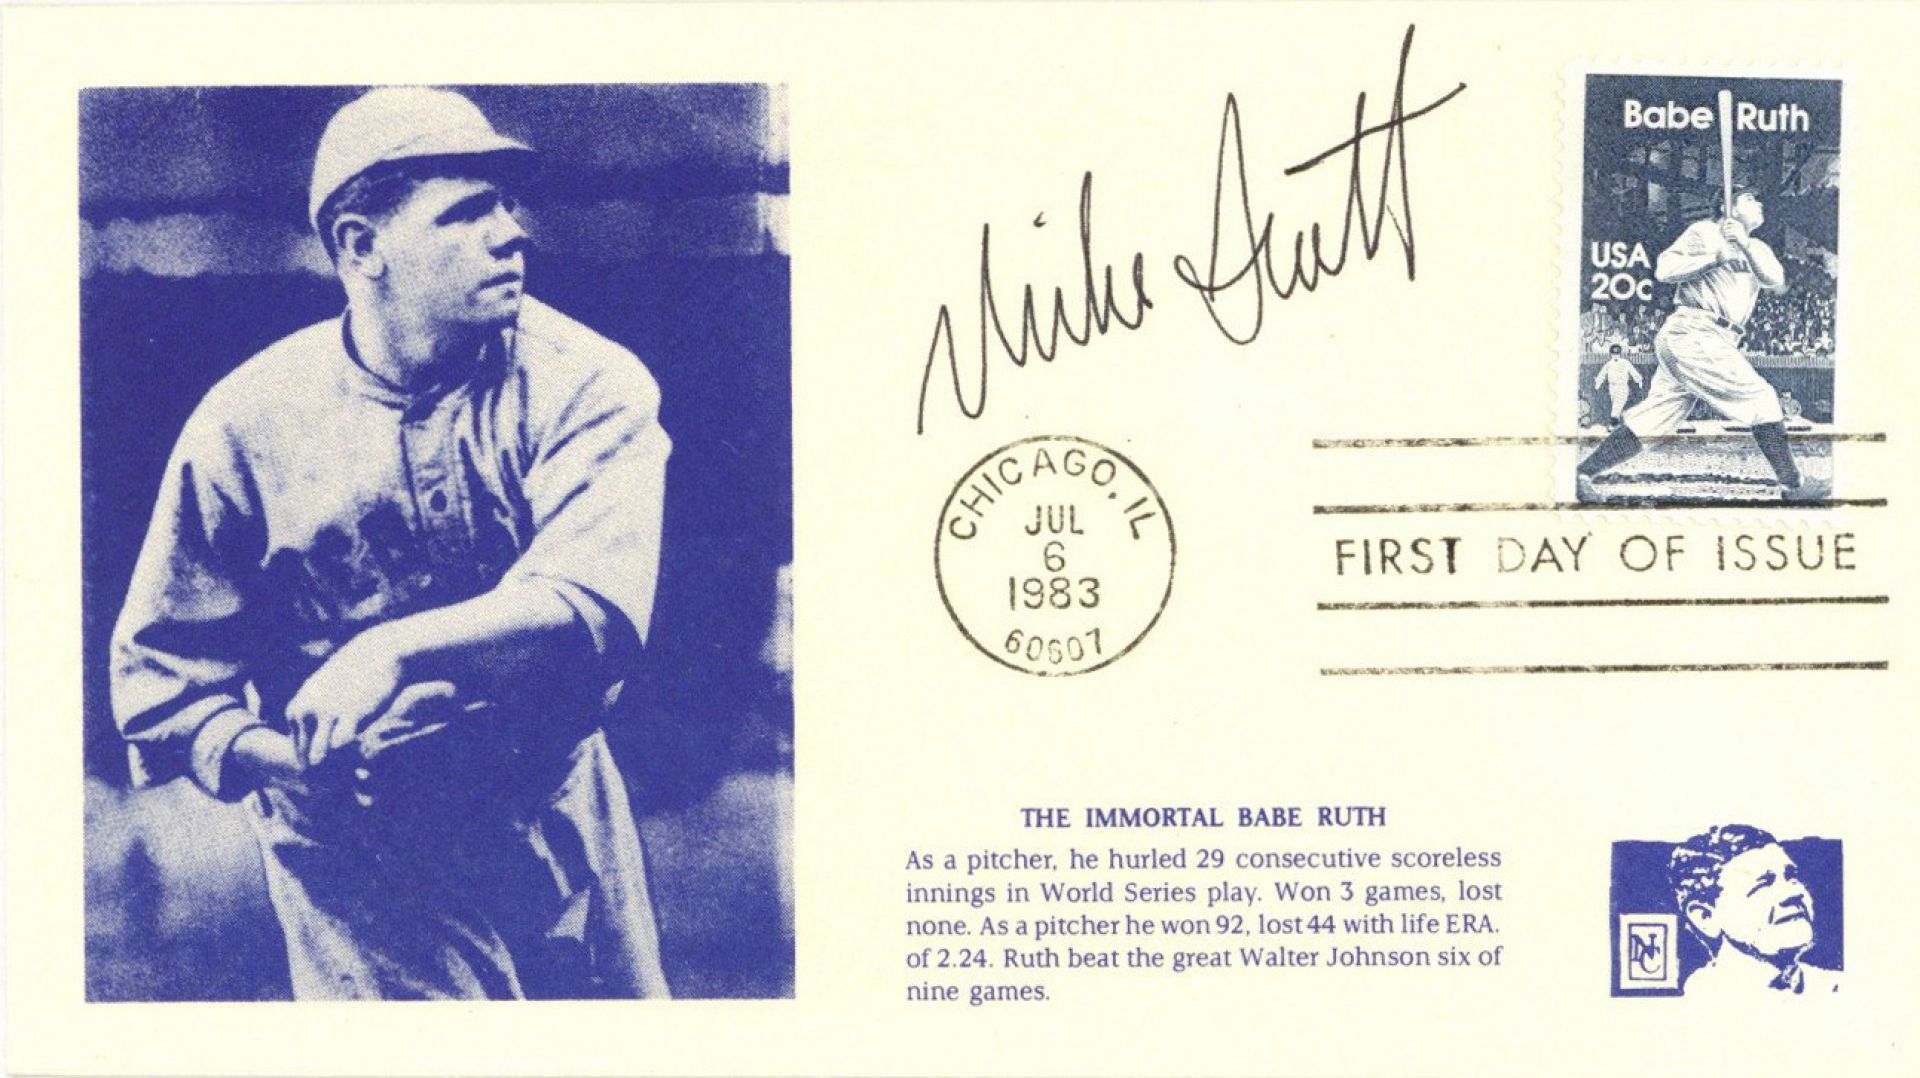 Mike Scott
Babe Ruth
USA
20c
CHICAGO, IL
JUL
6
1983
60607
FIRST DAY OF ISSUE
THE IMMORTAL BABE RUTH
As a pitcher, he hurled 29 consecutive scoreless
innings in World Series play. Won 3 games, lost
none. As a pitcher he won 92, lost 44 with life ERA.
of 2.24. Ruth beat the great Walter Johnson six of
nine games.